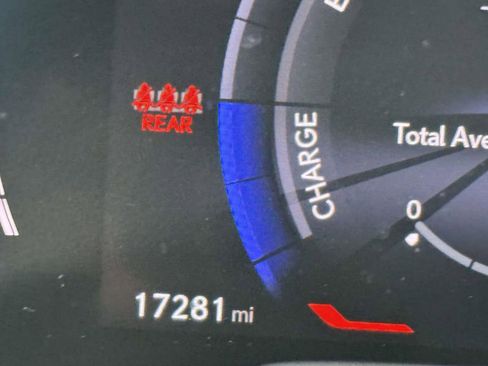 REAR
CHARGE
Total Ave
0
17281 mi